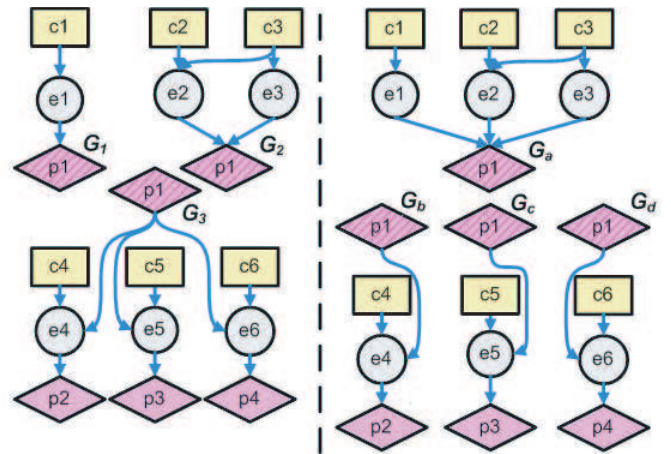 c1 c2 c3
e1 e2 e3
p1 G1 p1 G2
p1 G3
c4 c5 c6
e4 e5 e6
p2 p3 p4
c1 c2 c3
e1 e2 e3
p1 Ga
p1 Gb p1 Gc p1 Gd
c4 c5 c6
e4 e5 e6
p2 p3 p4